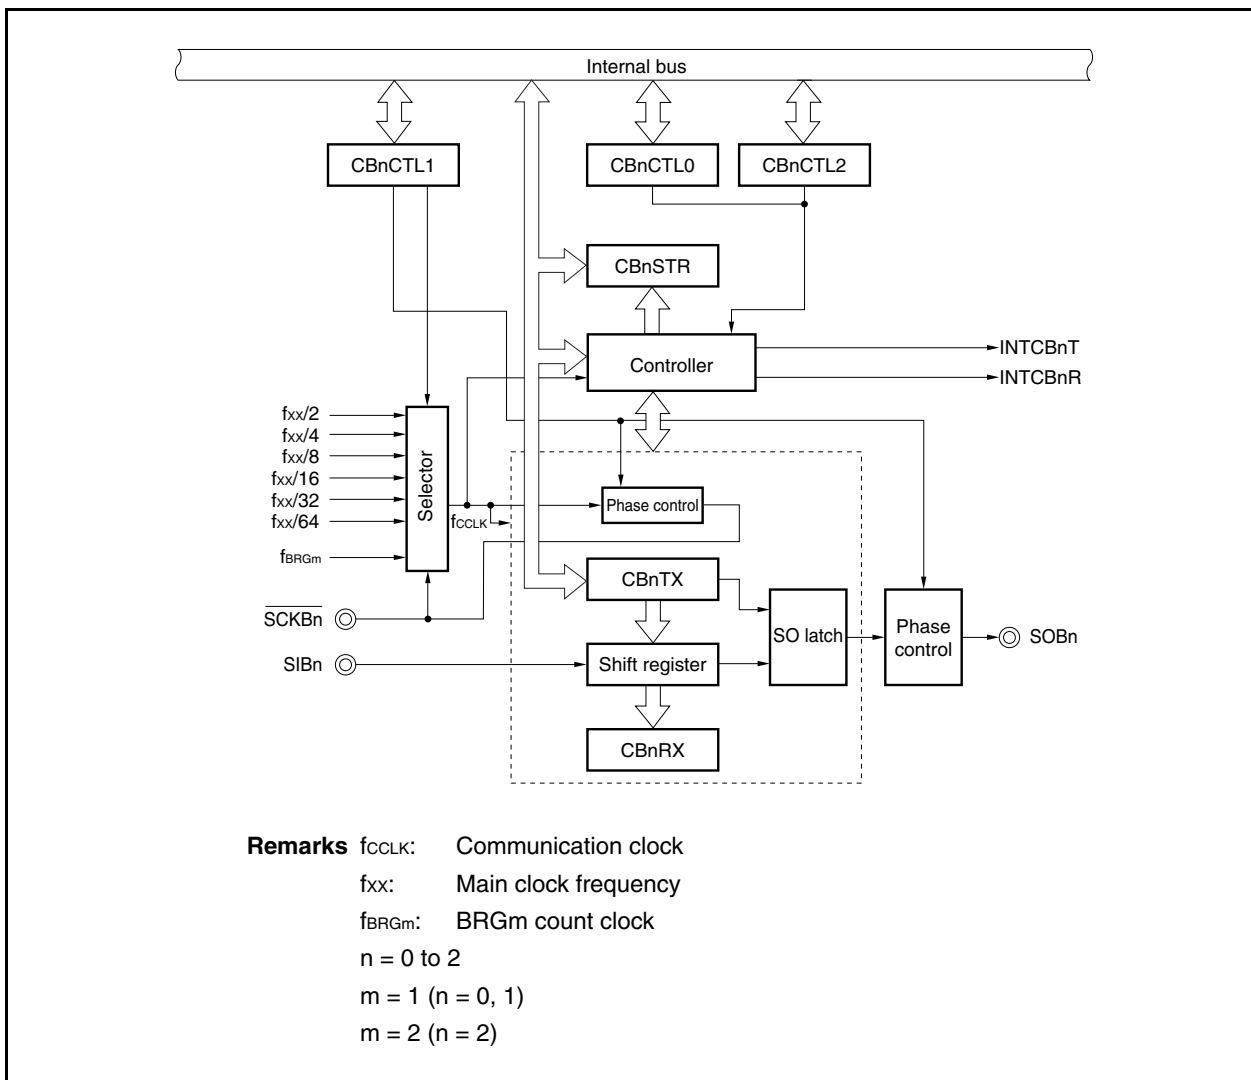 Internal bus
CBnCTL1
CBnCTL0
CBnCTL2
CBnSTR
Controller
INTCBnT
INTCBnR
fxx/2
fxx/4
fxx/8
fxx/16
fxx/32
fxx/64
fBRGm
Selector
fCCLK
Phase control
CBnTX
SCKBn
SIBn
Shift register
SO latch
Phase
control
SOBn
CBnRX
Remarks fCCLK: Communication clock
fxx: Main clock frequency
fBRGm: BRGm count clock
n = 0 to 2
m = 1 (n = 0, 1)
m = 2 (n = 2)